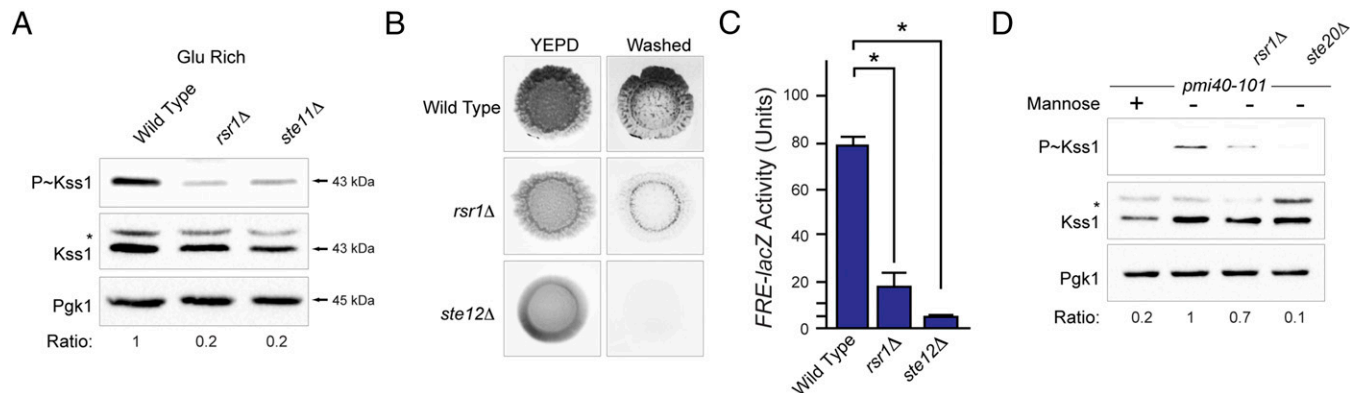 A
Glu Rich
Wild Type
rsr1Δ
ste11Δ
P~Kss1
43 kDa
*
Kss1
43 kDa
Pgk1
45 kDa
Ratio: 1 0.2 0.2
B
YEPD Washed
Wild Type
rsr1Δ
ste12Δ
C
*
*
FRE-lacZ Activity (Units)
100
80
60
40
20
0
Wild Type
rsr1Δ
ste12Δ
D
rsr1Δ
ste20Δ
pmi40-101
Mannose + - - -
P~Kss1
*
Kss1
Pgk1
Ratio: 0.2 1 0.7 0.1